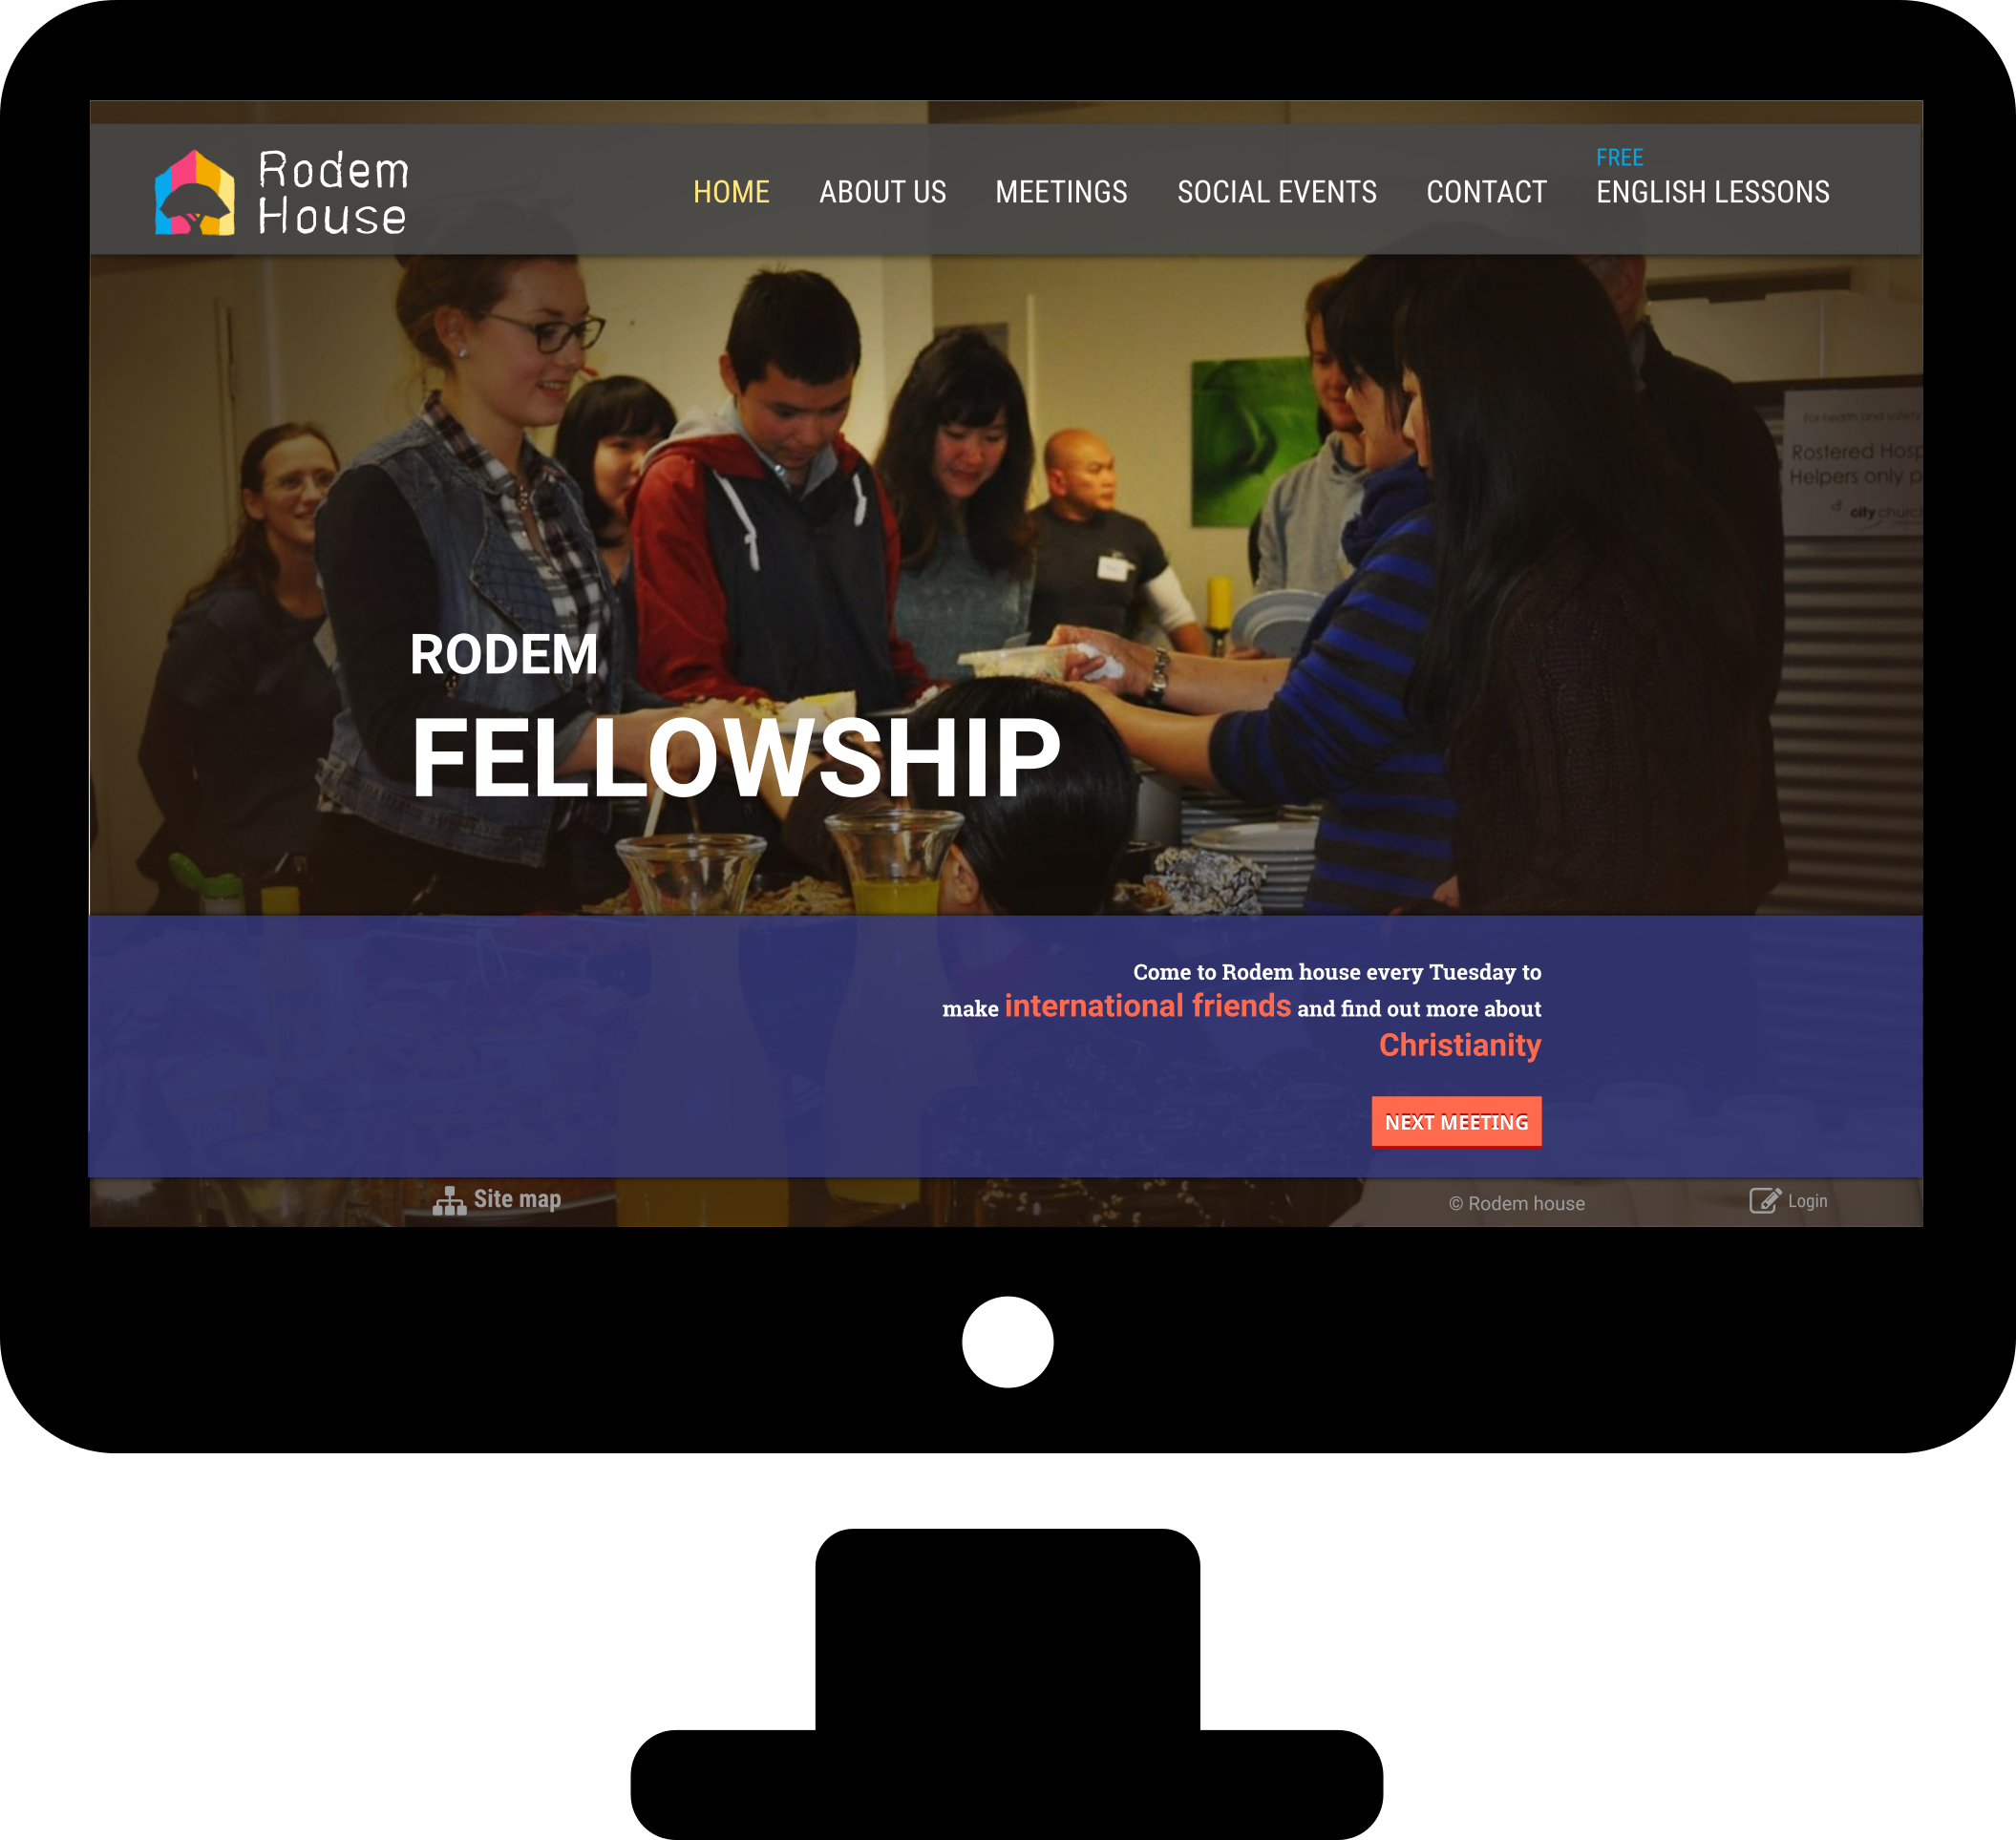 Rodem
House
HOME ABOUT US MEETINGS SOCIAL EVENTS CONTACT
FREE
ENGLISH LESSONS
For health and safety
Rostered
Helpers only
city church
RODEM
FELLOWSHIP
Come to Rodem house every Tuesday to
make international friends and find out more about
Christianity
NEXT MEETING
Site map
© Rodem house
Login